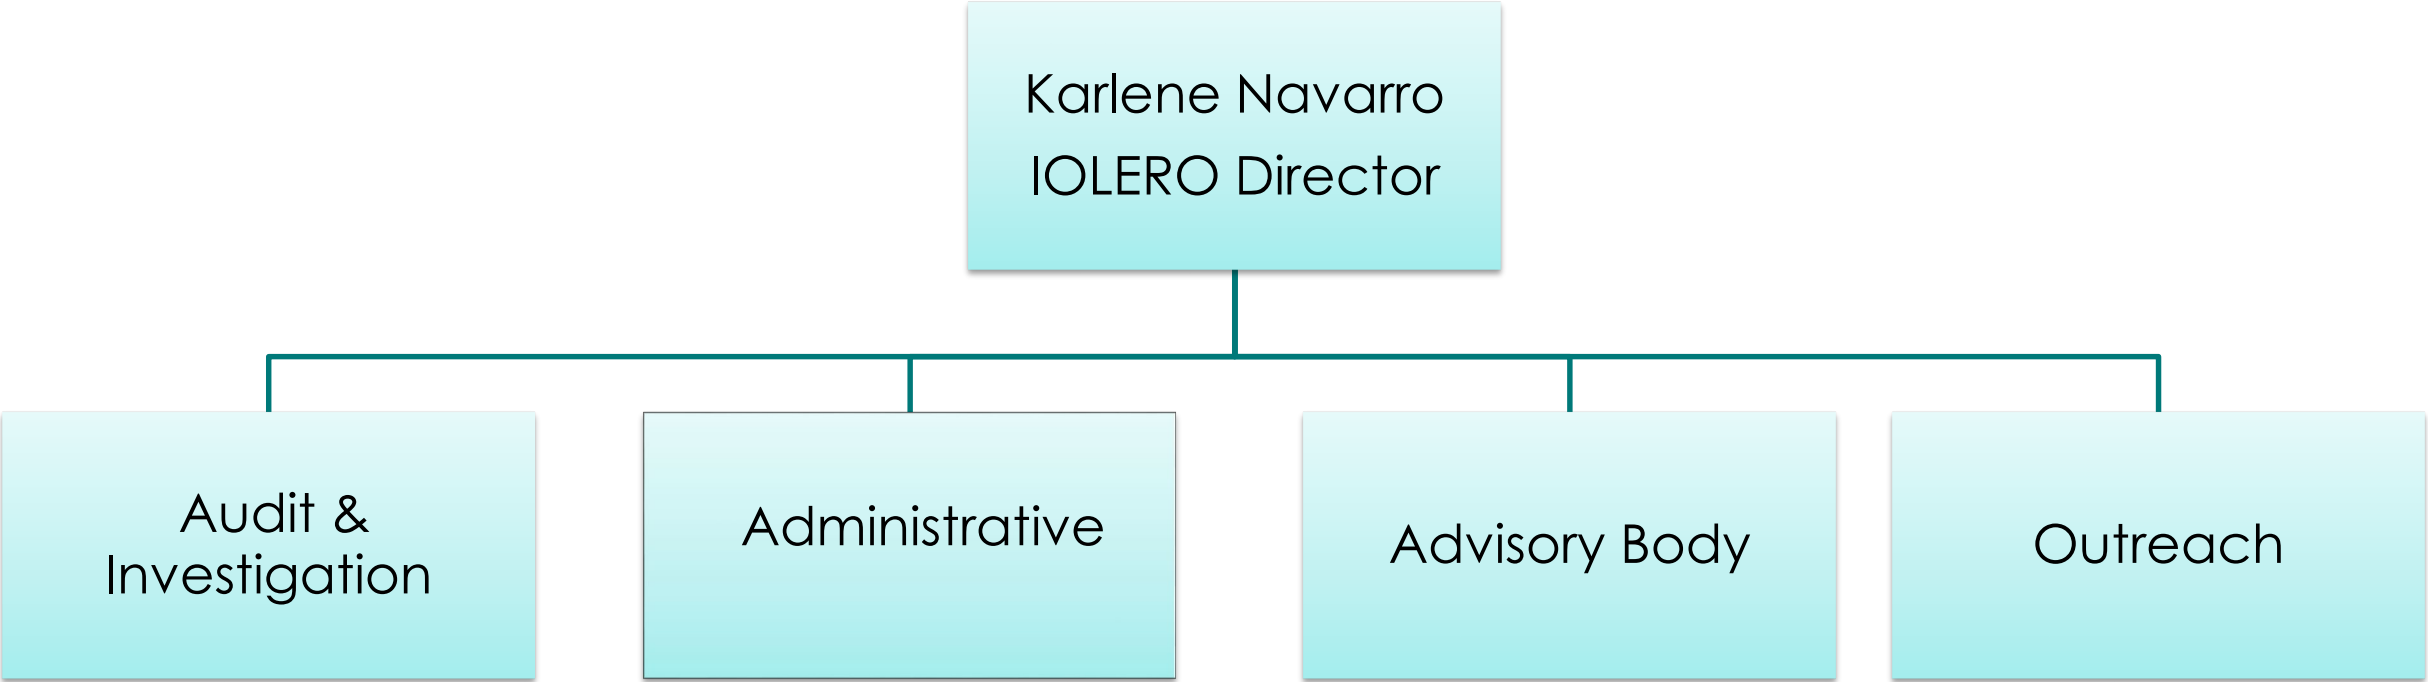 Karlene Navarro
IOLERO Director
Audit &
Investigation
Administrative
Advisory Body
Outreach